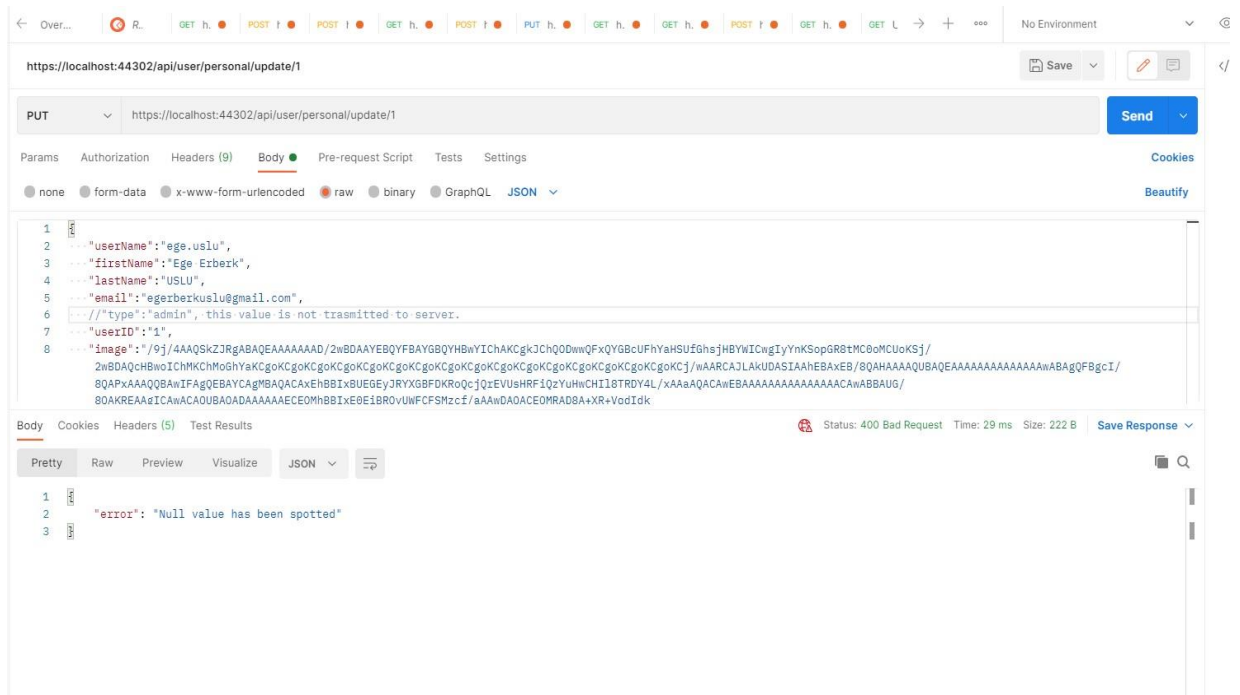 ← Over... R.. GET h. POST h POST h GET h. POST h PUT h. GET h. GET h. POST h GET h. GET L → + ooo No Environment
https://localhost:44302/api/user/personal/update/1 Save </
PUT https://localhost:44302/api/user/personal/update/1 Send
Params Authorization Headers (9) Body Pre-request Script Tests Settings Cookies
none form-data x-www-form-urlencoded raw binary GraphQL JSON Beautify
1 {
2 "userName":"ege.uslu",
3 "firstName":"Ege Erberk",
4 "lastName":"USLU",
5 "email":"egerberkuslu@gmail.com",
6 //"type":"admin", this value is not trasmitted to server.
7 "userID":"1",
8 "image":"/9j/4AAQSkZJRgABAQEAAAAAAAD/2wBDAAYEBQYFBAYGBQYHBwYIChAKCgkJChQODwwQFxQYGBcUFhYaHSUfGhsjHBYWICwgIyYnKSopGR8tMC0oMCUoKSj/
2wBDAQcHBwoIChMKChMoGhYaKCgoKCgoKCgoKCgoKCgoKCgoKCgoKCgoKCgoKCgoKCgoKCgoKCgoKCgoKCgoKCgoKCj/wAARCAJLAkUDASIAAhEBAxEB/8QAHAAAAQUBAQEAAAAAAAAAAAAAAwABAgQFBgcI/
8QAPxAAAQQBAwIFAgQEBAYCAgMBAQACAxEhBBIxBUEGEyJRYXGBFDKRoQcjQrEVUsHRFiQzYuHwCHIl8TRDY4L/xAAaAQACAwEBAAAAAAAAAAAAAAACAwABBAUG/
Body Cookies Headers (5) Test Results Status: 400 Bad Request Time: 29 ms Size: 222 B Save Response
Pretty Raw Preview Visualize JSON
1 {
2 "error": "Null value has been spotted"
3 }